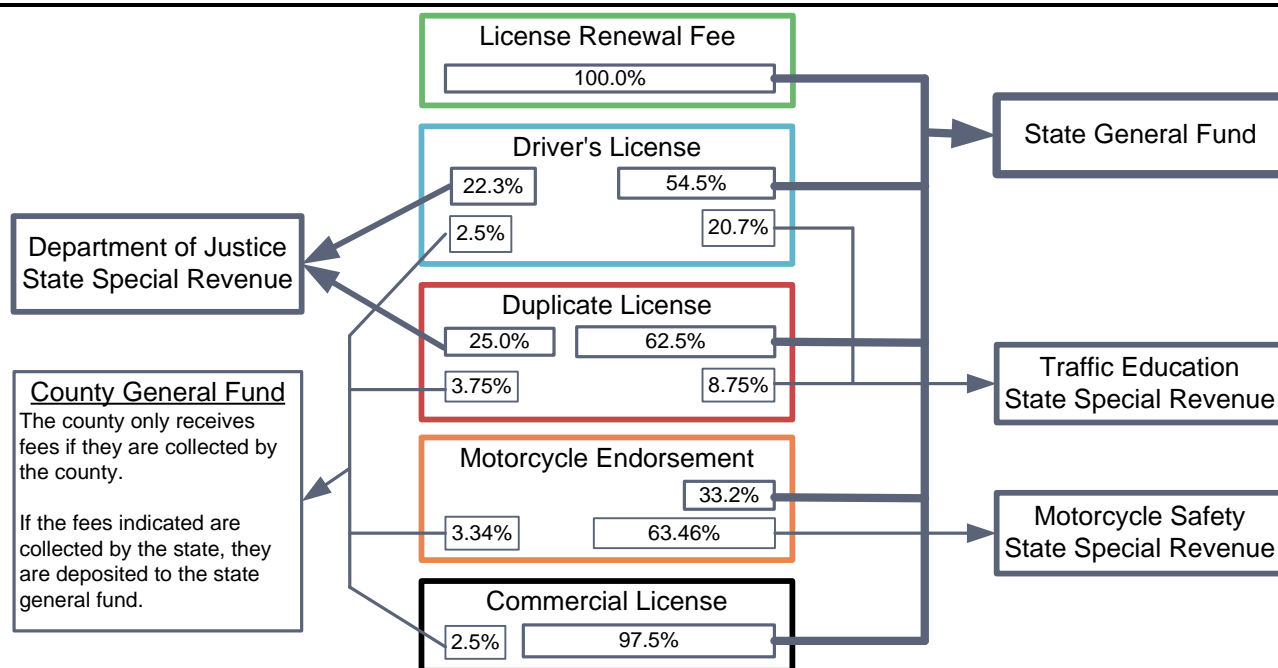 License Renewal Fee
100.0%
State General Fund
Driver's License
22.3%
54.5%
2.5%
20.7%
Department of Justice
State Special Revenue
Duplicate License
25.0%
62.5%
3.75%
8.75%
Traffic Education
State Special Revenue
County General Fund
The county only receives
fees if they are collected by
the county.
If the fees indicated are
collected by the state, they
are deposited to the state
general fund.
Motorcycle Endorsement
33.2%
3.34%
63.46%
Motorcycle Safety
State Special Revenue
Commercial License
2.5%
97.5%